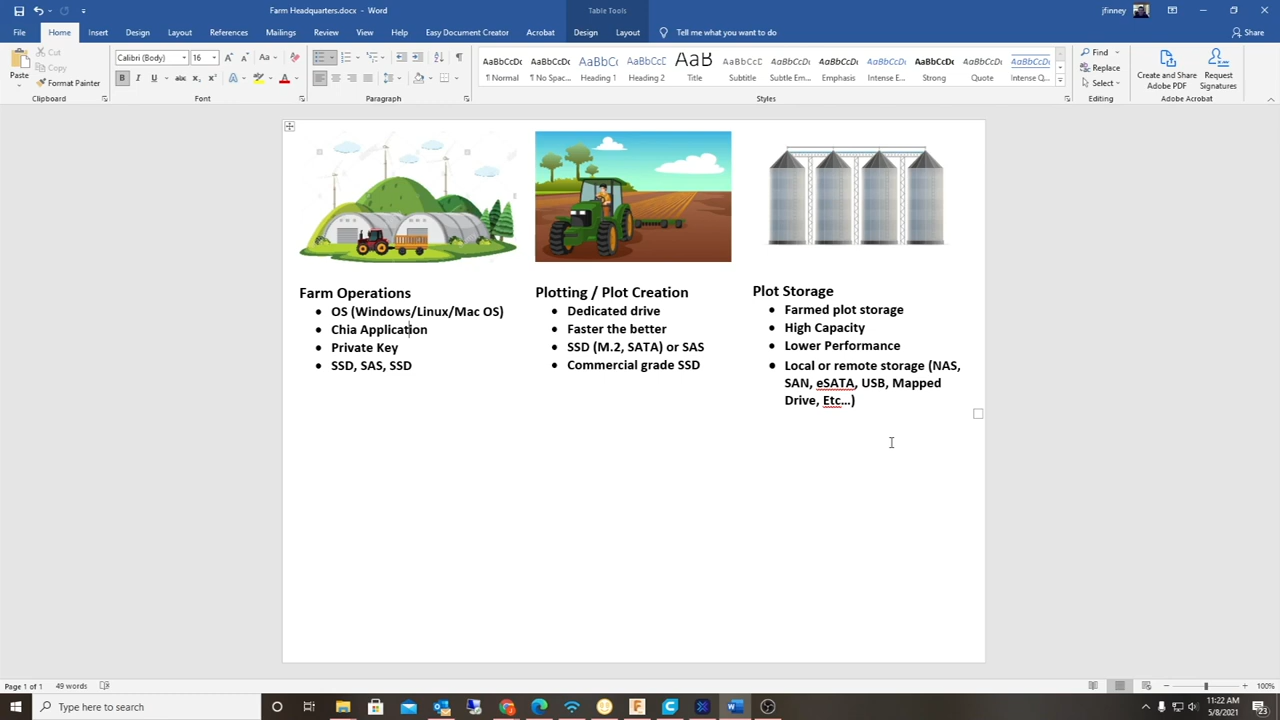 Farm Headquarters.docx - Word
Table Tools
jfinney
File
Home
Insert
Design
Layout
References
Mailings
Review
View
Help
Easy Document Creator
Acrobat
Design
Layout
Tell me what you want to do
Share
Paste
Cut
Copy
Format Painter
Clipboard
Calibri (Body)
16
Font
Paragraph
AaBbCcDc
¶ Normal
AaBbCcDc
¶ No Spac...
AaBbCc
Heading 1
AaBbCcD
Heading 2
AaB
Title
AaBbCcD
Subtitle
AaBbCcDc
Subtle Em...
AaBbCcDc
Emphasis
AaBbCcDc
Intense E...
AaBbCcDc
Strong
AaBbCcDc
Quote
AaBbCcDc
Intense Q...
Styles
Find
Replace
Select
Editing
Create and Share
Adobe PDF
Request
Signatures
Adobe Acrobat
Farm Operations
• OS (Windows/Linux/Mac OS)
• Chia Application
• Private Key
• SSD, SAS, SSD
Plotting / Plot Creation
• Dedicated drive
• Faster the better
• SSD (M.2, SATA) or SAS
• Commercial grade SSD
Plot Storage
• Farmed plot storage
• High Capacity
• Lower Performance
• Local or remote storage (NAS,
SAN, eSATA, USB, Mapped
Drive, Etc...)
Page 1 of 1
49 words
100%
Type here to search
11:22 AM
5/8/2021